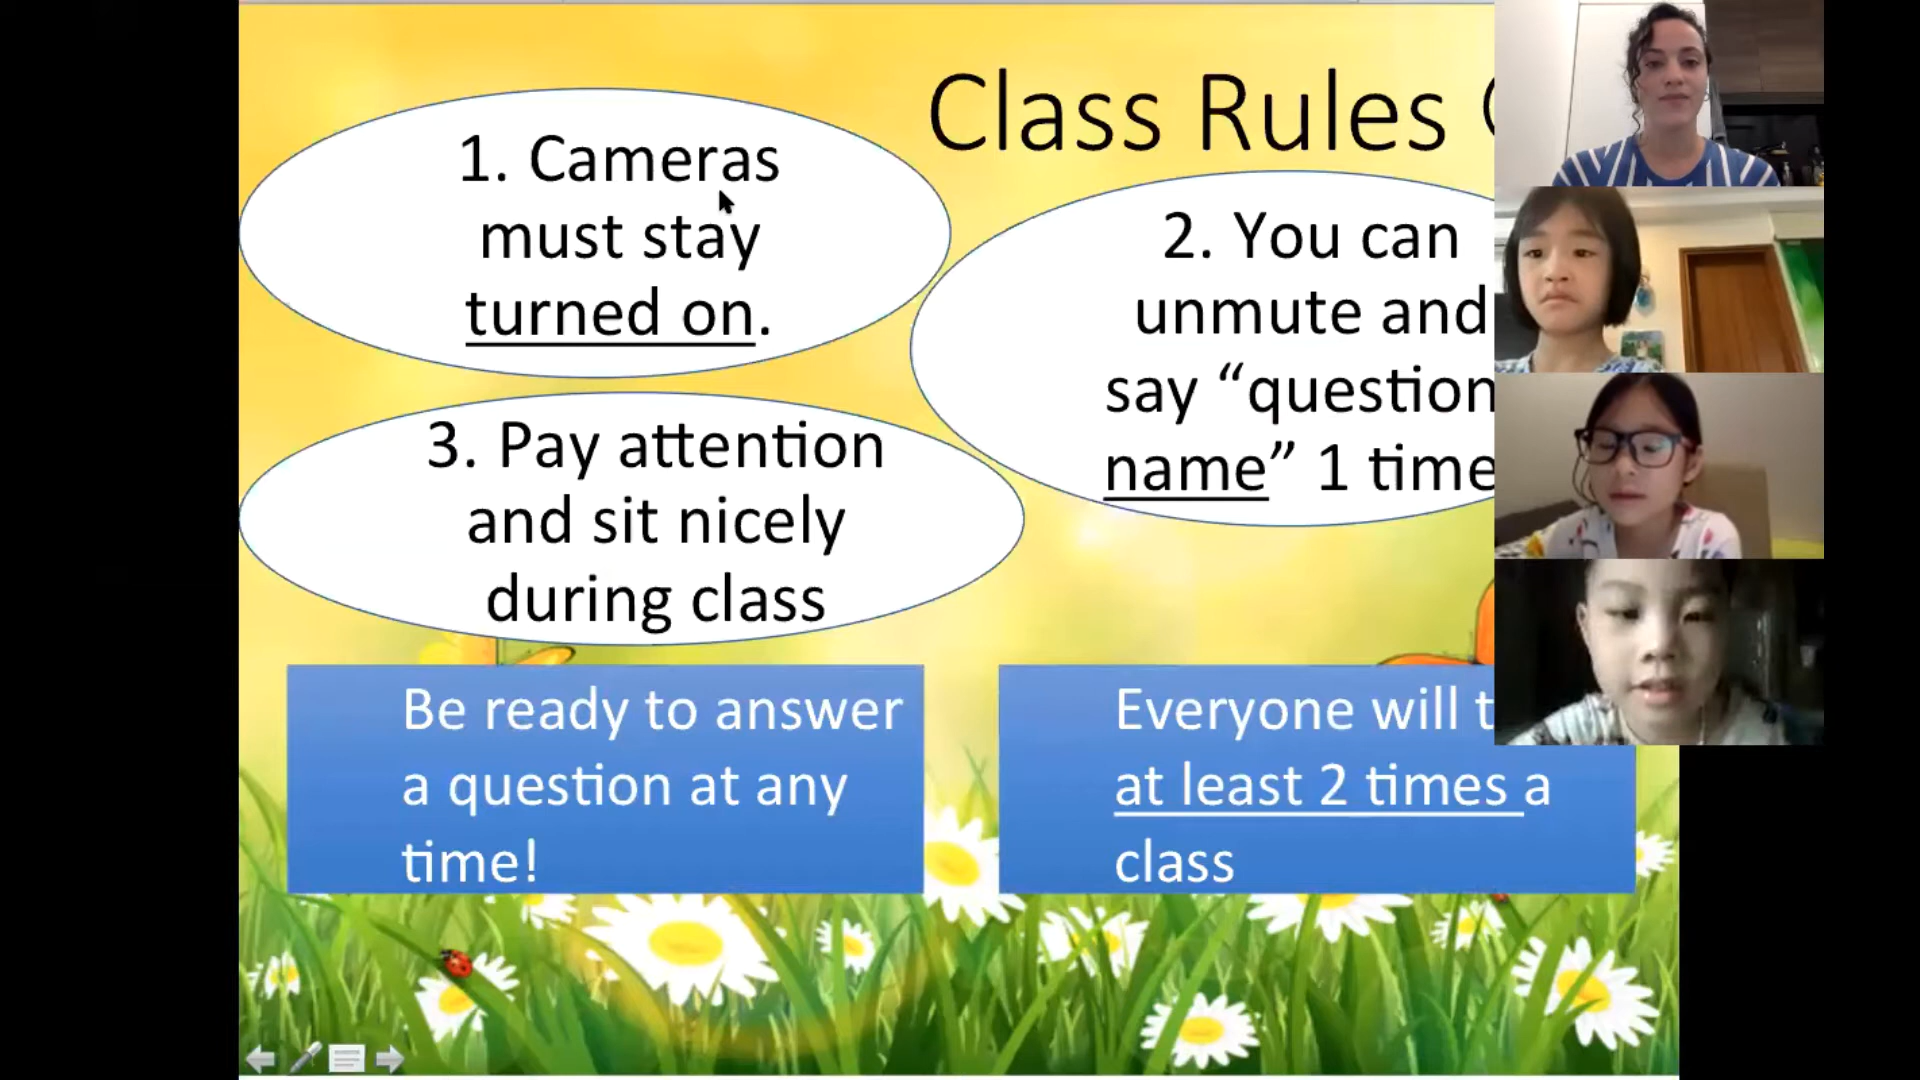 Class Rules
1. Cameras
must stay
turned on.
2. You can
unmute and
say “question
name” 1 time
3. Pay attention
and sit nicely
during class
Be ready to answer
a question at any
time!
Everyone will
at least 2 times a
class